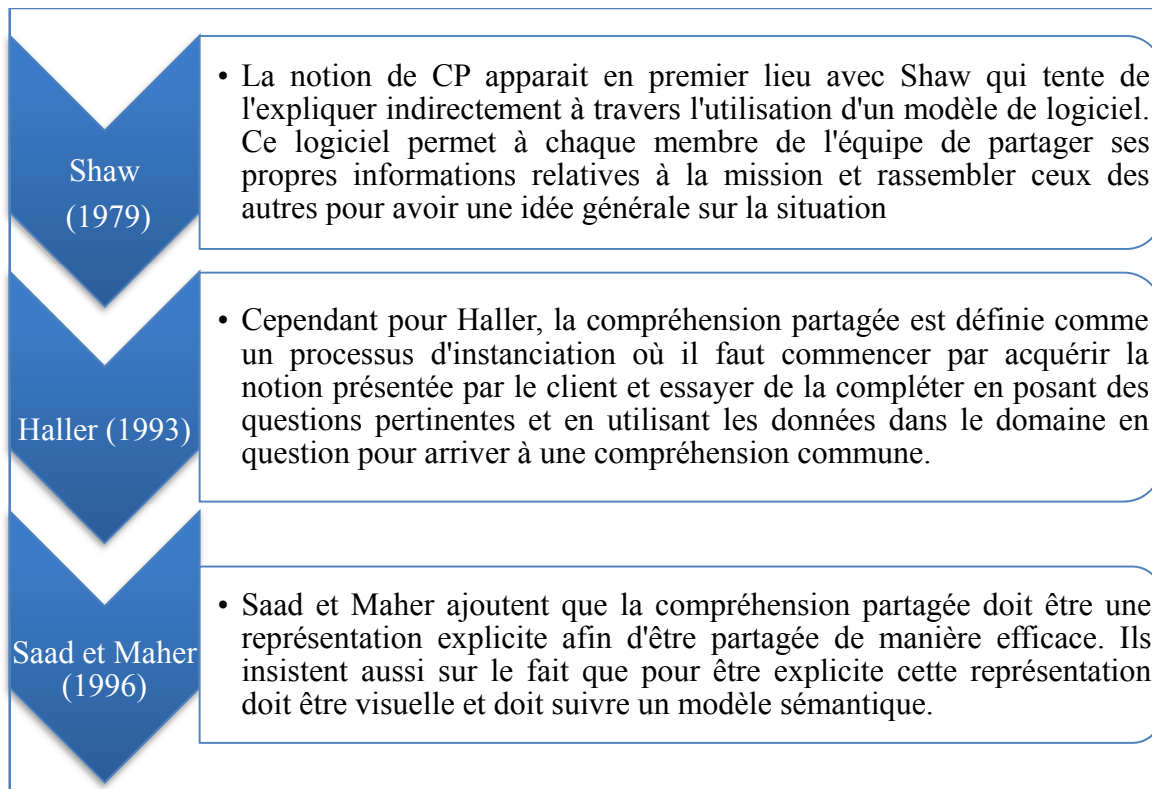 Shaw
(1979)
• La notion de CP apparait en premier lieu avec Shaw qui tente de
l'expliquer indirectement à travers l'utilisation d'un modèle de logiciel.
Ce logiciel permet à chaque membre de l'équipe de partager ses
propres informations relatives à la mission et rassembler ceux des
autres pour avoir une idée générale sur la situation
Haller (1993)
• Cependant pour Haller, la compréhension partagée est définie comme
un processus d'instanciation où il faut commencer par acquérir la
notion présentée par le client et essayer de la compléter en posant des
questions pertinentes et en utilisant les données dans le domaine en
question pour arriver à une compréhension commune.
Saad et Maher
(1996)
• Saad et Maher ajoutent que la compréhension partagée doit être une
représentation explicite afin d'être partagée de manière efficace. Ils
insistent aussi sur le fait que pour être explicite cette représentation
doit être visuelle et doit suivre un modèle sémantique.